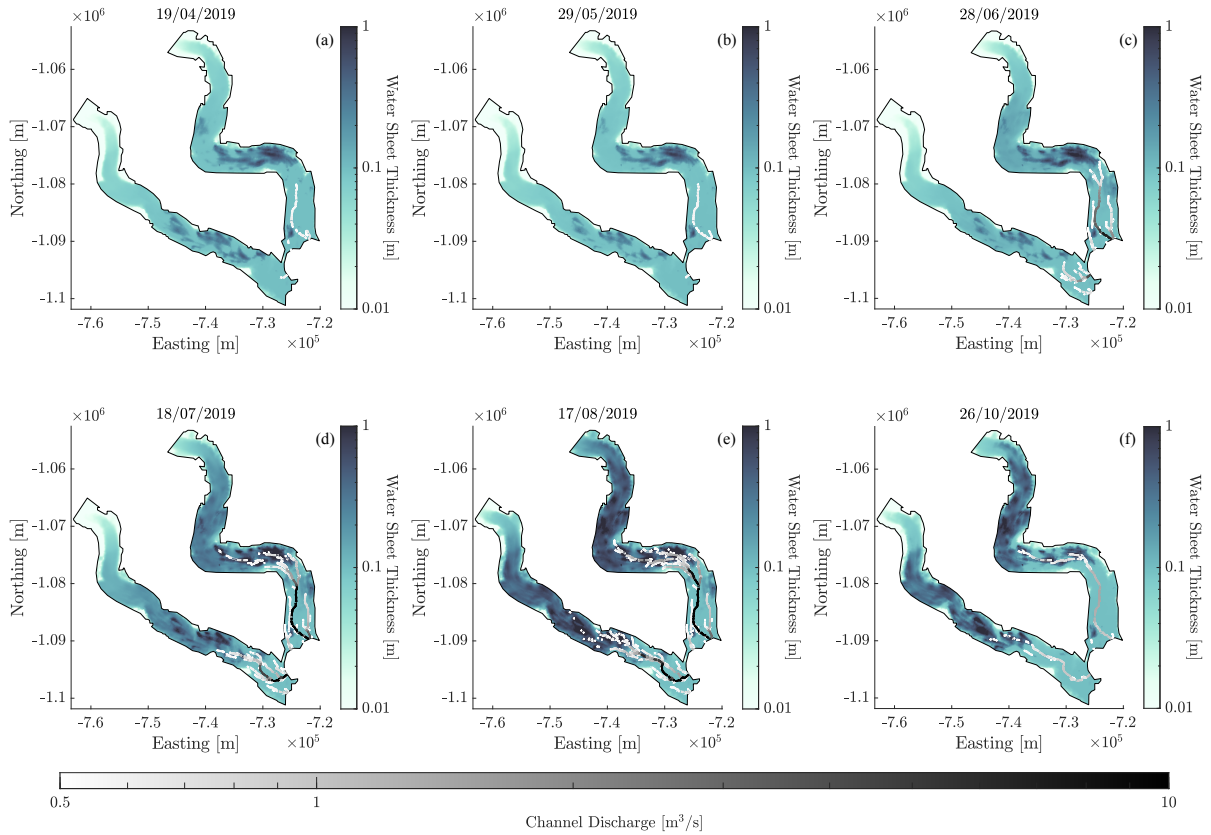 ×10⁶ 19/04/2019 (a) 1
-1.06
-1.07
-1.08
-1.09
-1.1
Northing [m]
-7.6 -7.4 -7.3 -7.2
Easting [m] ×10⁵
0.1
0.01
Water Sheet Thickness [m]
×10⁶ 29/05/2019 (b) 1
-1.06
-1.07
-1.08
-1.09
-1.1
Northing [m]
-7.6 -7.4 -7.3 -7.2
Easting [m] ×10⁵
0.1
0.01
Water Sheet Thickness [m]
×10⁶ 28/06/2019 (c) 1
-1.06
-1.07
-1.08
-1.09
-1.1
Northing [m]
-7.6 -7.4 -7.3 -7.2
Easting [m] ×10⁵
0.1
0.01
Water Sheet Thickness [m]
×10⁶ 18/07/2019 (d) 1
-1.06
-1.07
-1.08
-1.09
-1.1
Northing [m]
-7.6 -7.5 -7.4 -7.3 -7.2
Easting [m] ×10⁵
0.1
0.01
Water Sheet Thickness [m]
×10⁶ 17/08/2019 (e) 1
-1.06
-1.07
-1.08
-1.09
-1.1
Northing [m]
-7.6 -7.5 -7.4 -7.3 -7.2
Easting [m] ×10⁵
0.1
0.01
Water Sheet Thickness [m]
×10⁶ 26/10/2019 (f) 1
-1.06
-1.07
-1.08
-1.09
-1.1
Northing [m]
-7.6 -7.5 -7.4 -7.3 -7.2
Easting [m] ×10⁵
0.1
0.01
Water Sheet Thickness [m]
0.5 1 10
Channel Discharge [m³/s]